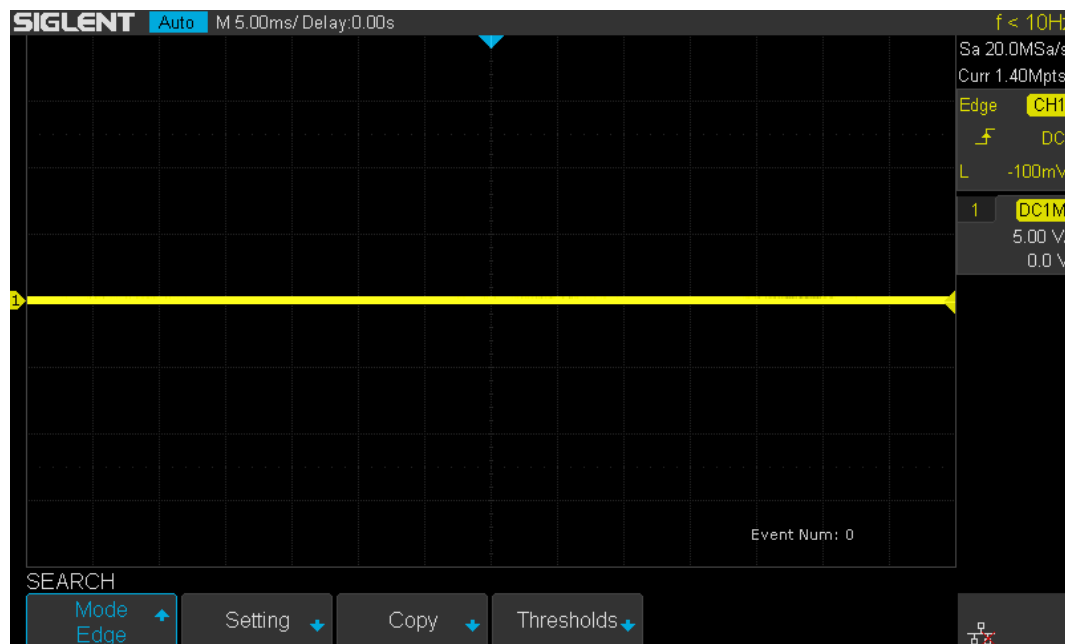 SIGLENT Auto M 5.00ms/ Delay:0.00s f < 10Hz
Sa 20.0MSa/s
Curr 1.40Mpts
Edge CH1
DC
L -100mV
1 DC1M
5.00 V/
0.0 V
1
Event Num: 0
SEARCH
Mode
Edge
Setting
Copy
Thresholds